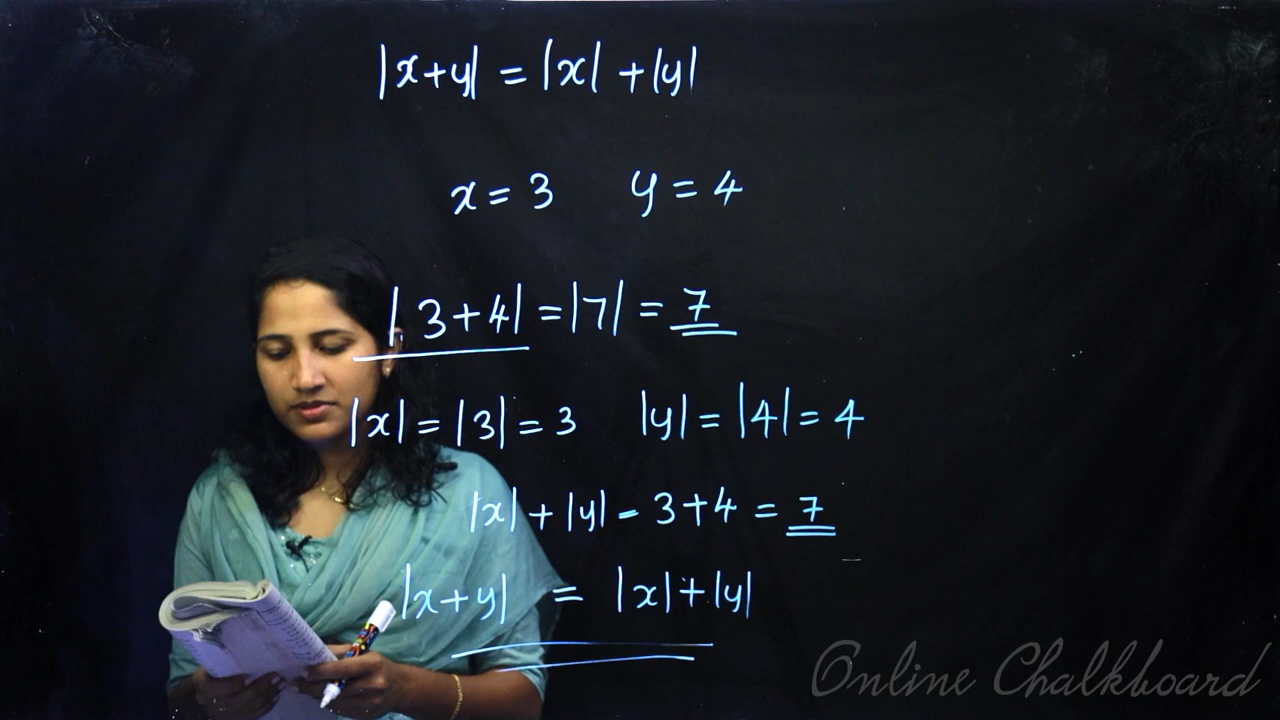 |x+y| = |x| + |y|
x = 3 y = 4
| 3+4| = |7| = 7
|x| = |3| = 3 |y| = |4| = 4
|x| + |y| - 3+4 = 7
|x+y| = |x|+|y|
Online Chalkboard